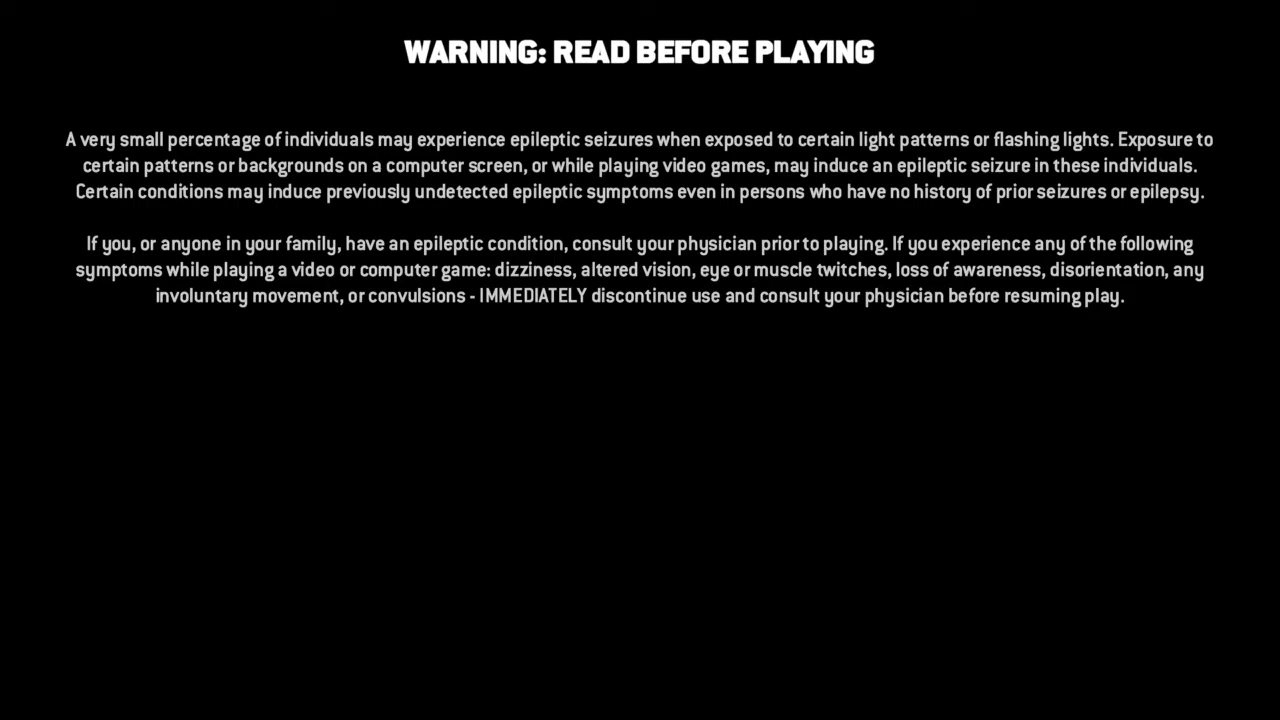 WARNING: READ BEFORE PLAYING
A very small percentage of individuals may experience epileptic seizures when exposed to certain light patterns or flashing lights. Exposure to
certain patterns or backgrounds on a computer screen, or while playing video games, may induce an epileptic seizure in these individuals.
Certain conditions may induce previously undetected epileptic symptoms even in persons who have no history of prior seizures or epilepsy.
If you, or anyone in your family, have an epileptic condition, consult your physician prior to playing. If you experience any of the following
symptoms while playing a video or computer game: dizziness, altered vision, eye or muscle twitches, loss of awareness, disorientation, any
involuntary movement, or convulsions - IMMEDIATELY discontinue use and consult your physician before resuming play.